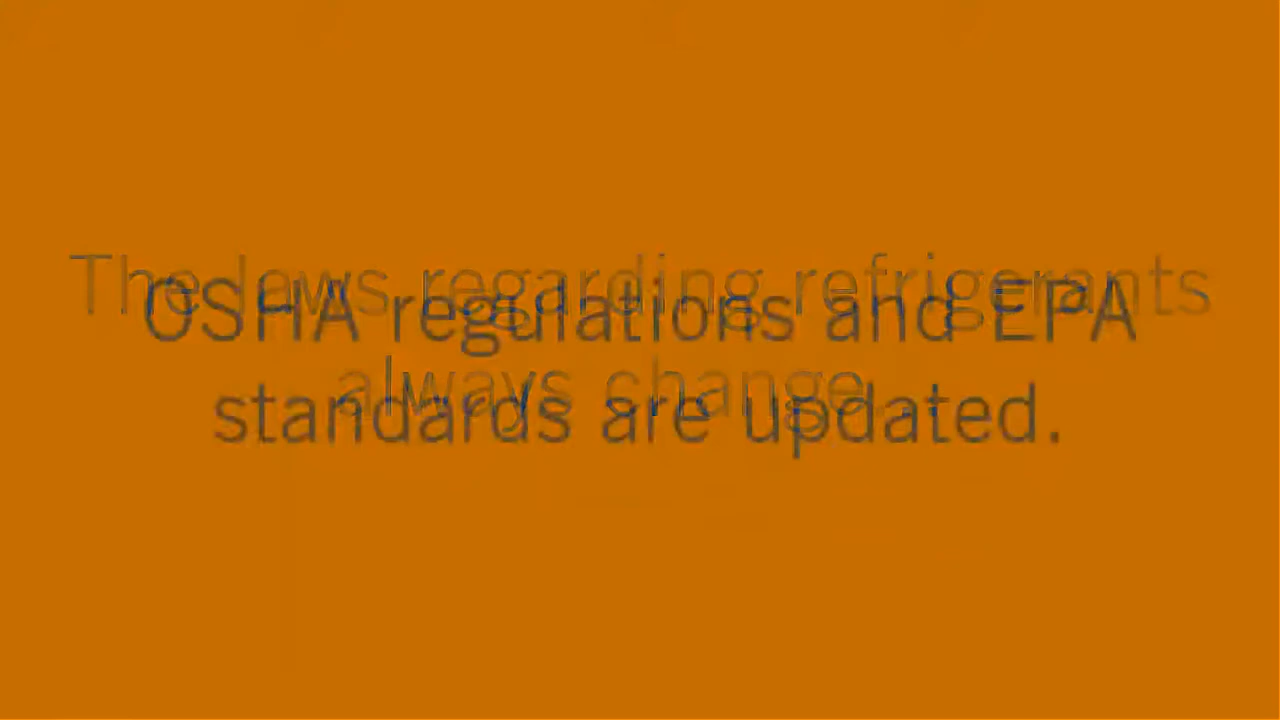 The laws regarding refrigerants
always change...
OSHA regulations and EPA
standards are updated.